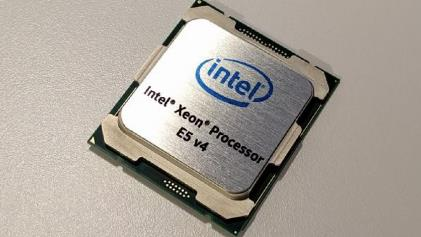 intel
Intel® Xeon® Processor
E5 v4